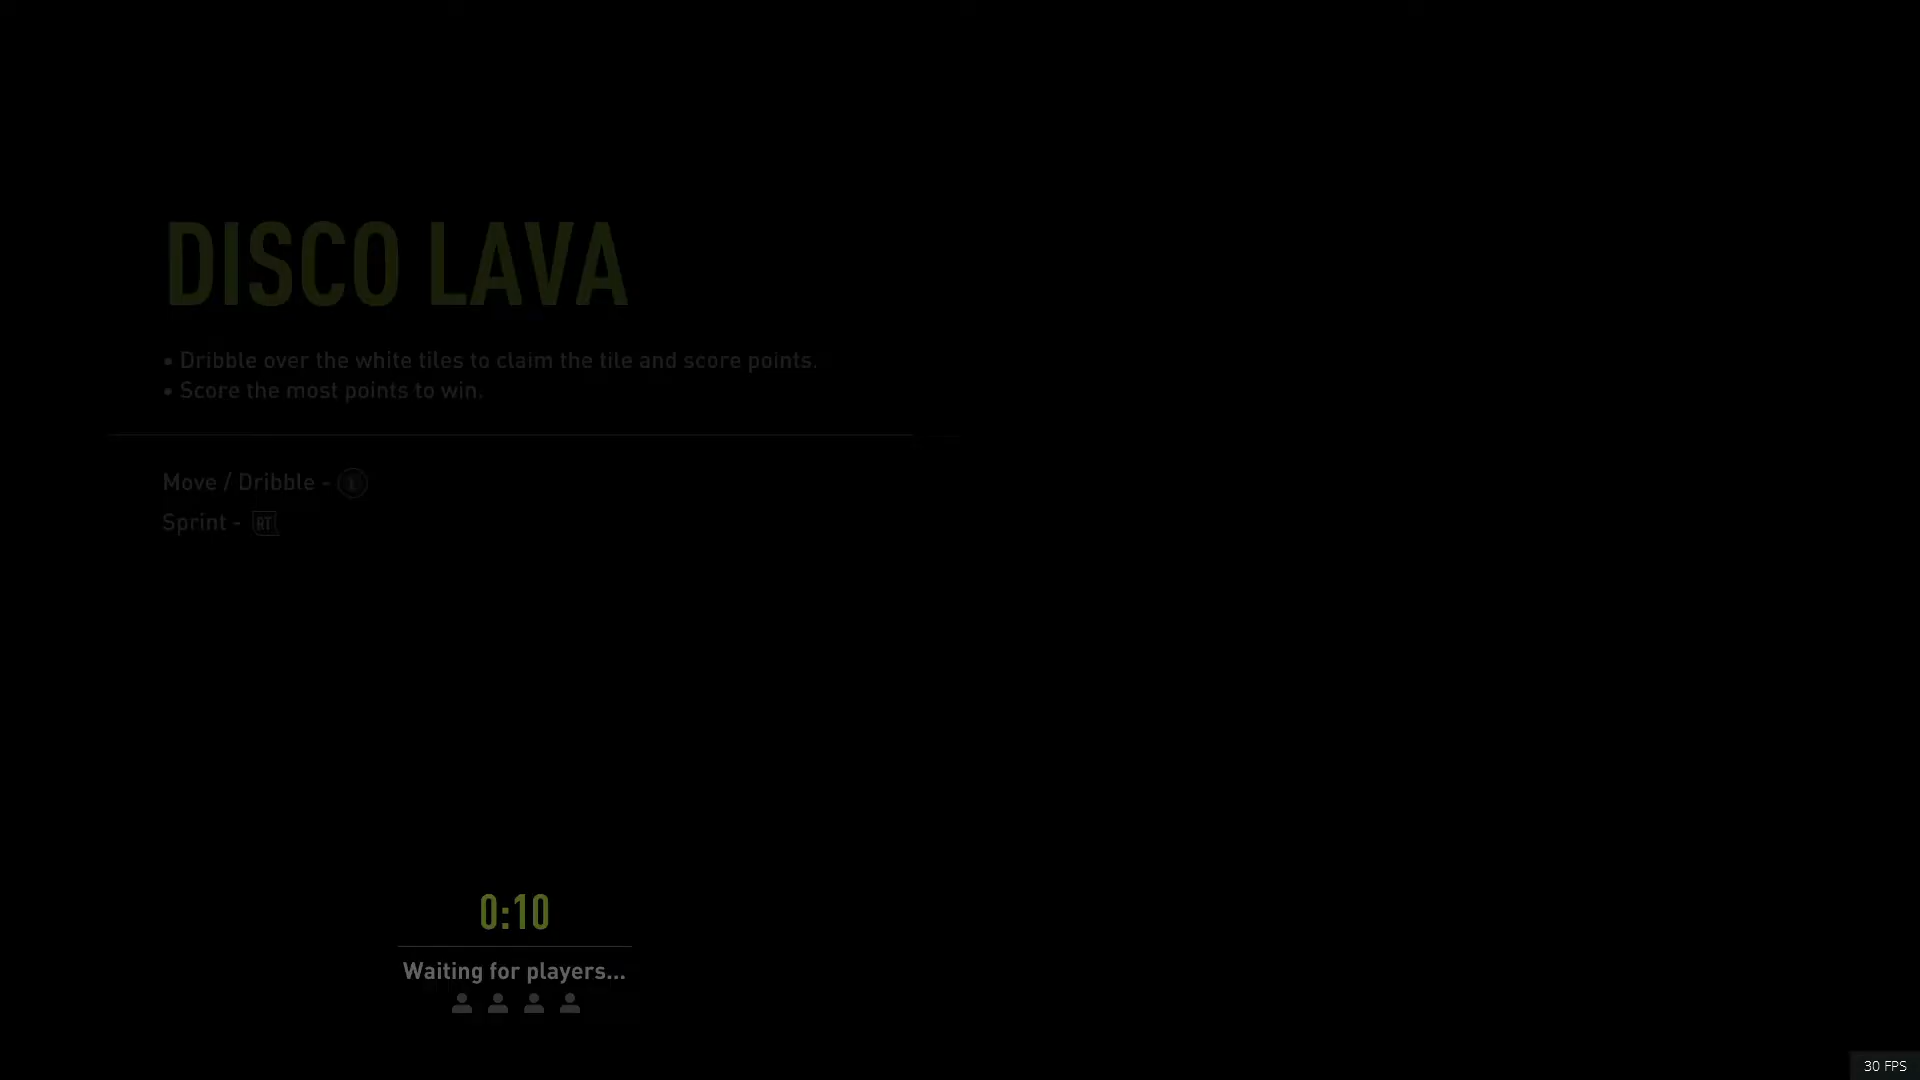 DISCO LAVA
• Dribble over the white tiles to claim the tile and score points.
• Score the most points to win.
Move / Dribble - L
Sprint - RT
0:10
Waiting for players...
30 FPS